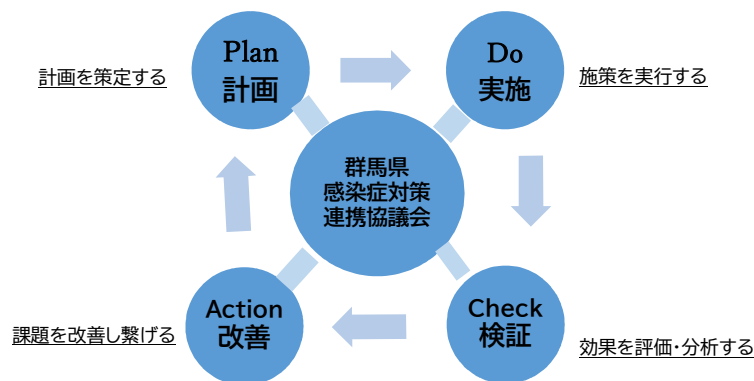 Plan
計画
計画を策定する
Do
実施
施策を実行する
群馬県
感染症対策
連携協議会
Action
改善
課題を改善し繋げる
Check
検証
効果を評価・分析する